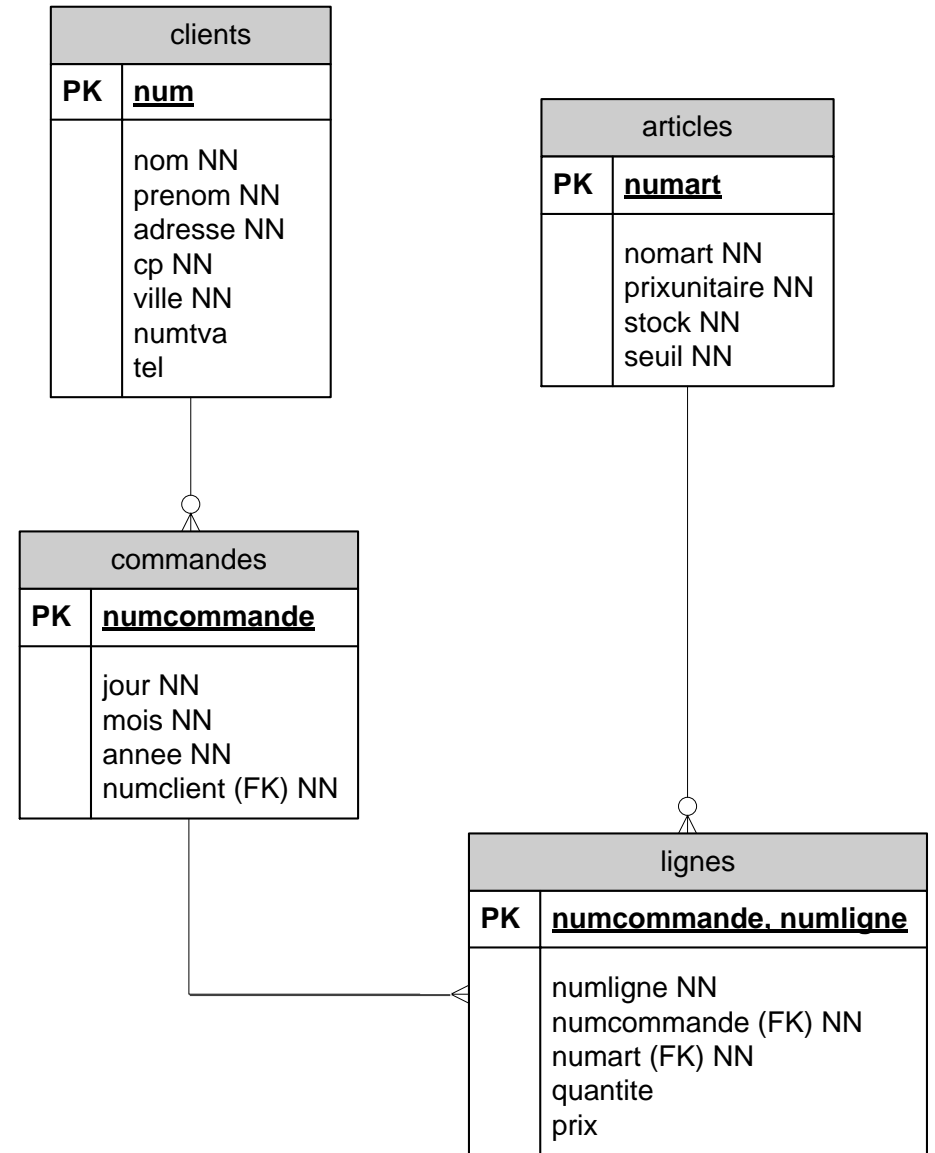 clients
PK num
nom NN
prenom NN
adresse NN
cp NN
ville NN
numtva
tel
articles
PK numart
nomart NN
prixunitaire NN
stock NN
seuil NN
commandes
PK numcommande
jour NN
mois NN
annee NN
numclient (FK) NN
lignes
PK numcommande, numligne
numligne NN
numcommande (FK) NN
numart (FK) NN
quantite
prix